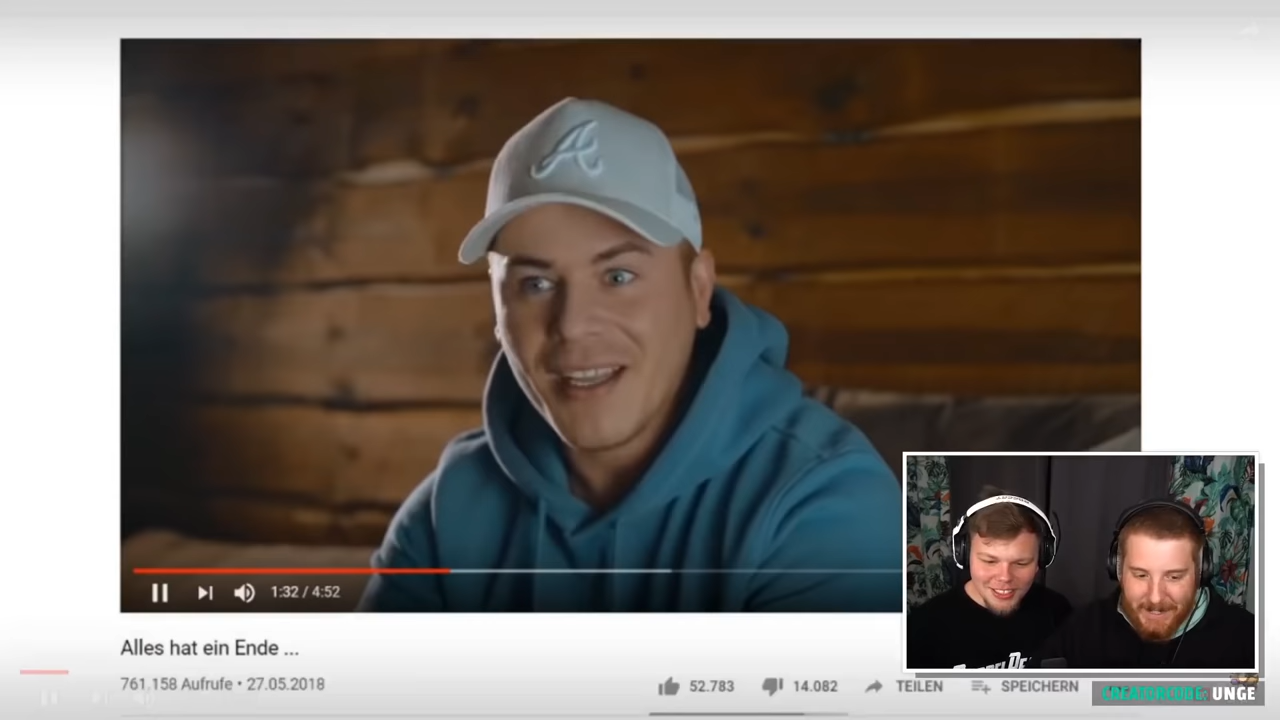 A
1:32 / 4:52
Alles hat ein Ende ...
761.158 Aufrufe • 27.05.2018
52.783
14.082
TEILEN
SPEICHERN
CREATORCODE: UNGE